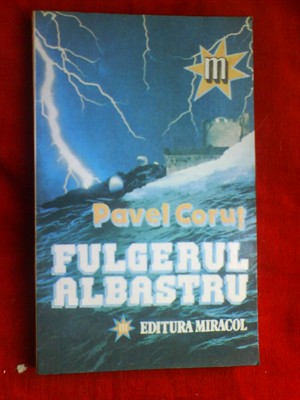 m
Pavel Coruț
FULGERUL
ALBASTRU
m EDITURA MIRACOL